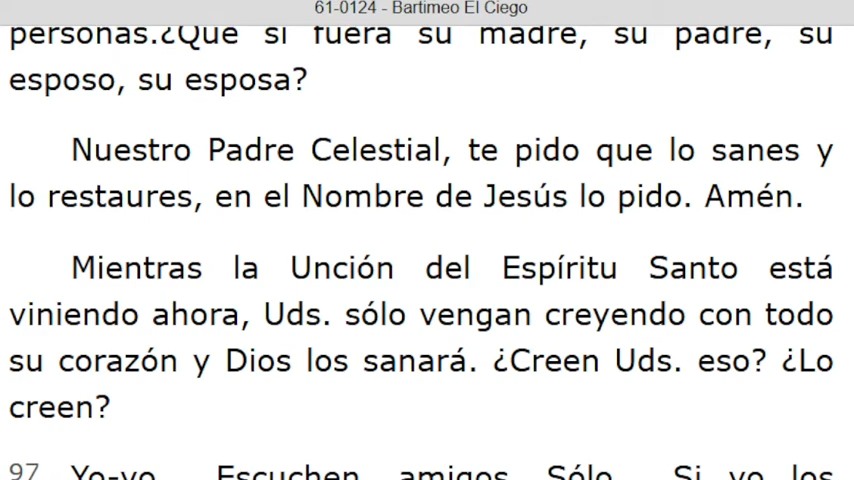 61-0124 - Bartimeo El Ciego
personas.¿Qué si fuera su madre, su padre, su
esposo, su esposa?
Nuestro Padre Celestial, te pido que lo sanes y
lo restaures, en el Nombre de Jesús lo pido. Amén.
Mientras la Unción del Espíritu Santo está
viniendo ahora, Uds. sólo vengan creyendo con todo
su corazón y Dios los sanará. ¿Creen Uds. eso? ¿Lo
creen?
97 Yo-yo... Escuchen, amigos. Sólo... Si yo los